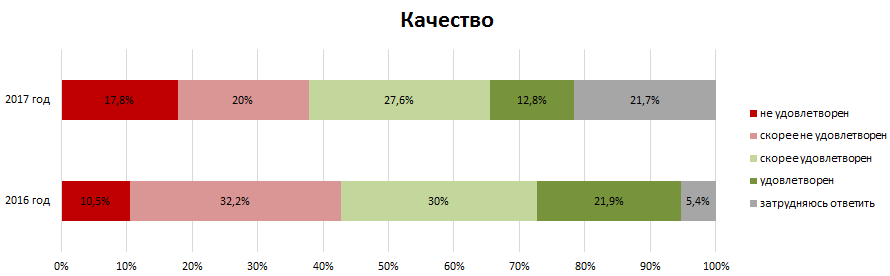 Качество
2017 год
17,8%
20%
27,6%
12,8%
21,7%
2016 год
10,5%
32,2%
30%
21,9%
5,4%
0%
10%
20%
30%
40%
50%
60%
70%
80%
90%
100%
не удовлетворен
скорее не удовлетворен
скорее удовлетворен
удовлетворен
затрудняюсь ответить